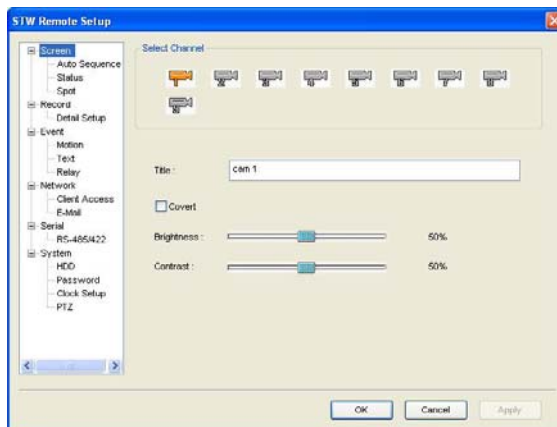 STW Remote Setup
Screen
Auto Sequence
Status
Spot
Record
Detail Setup
Event
Motion
Text
Relay
Network
Client Access
E-Mail
Serial
RS-485/422
System
HDD
Password
Clock Setup
PTZ
Select Channel
Title :
cam 1
Covert
Brightness :
50%
Contrast :
50%
OK
Cancel
Apply